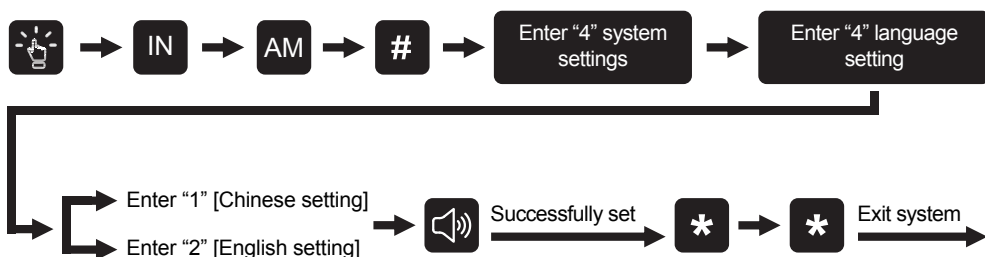 IN
AM
#
Enter “4” system
settings
Enter “4” language
setting
Enter “1” [Chinese setting]
Enter “2” [English setting]
Successfully set
*
*
Exit system